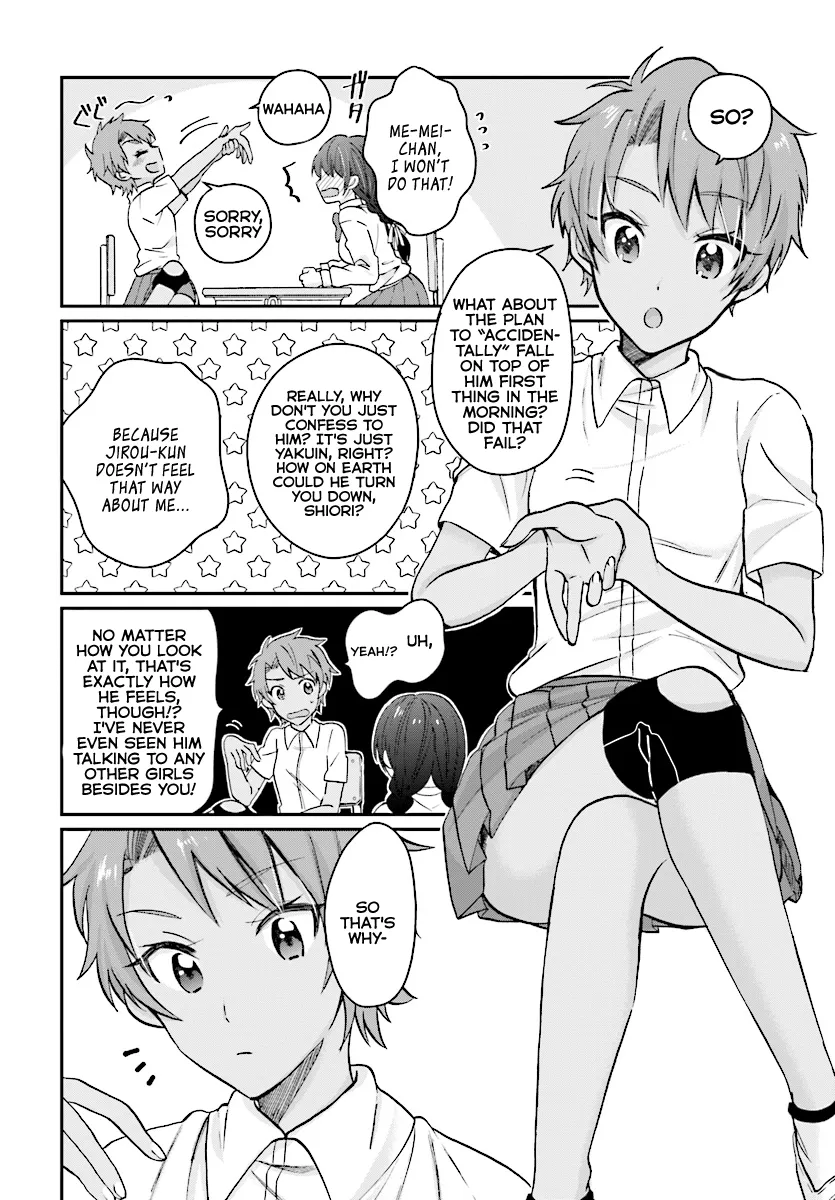 SO?
WHAT ABOUT
THE PLAN
TO "ACCIDEN-
TALLY" FALL
ON TOP OF
HIM FIRST
THING IN THE
MORNING?
DID THAT
FAIL?
ME-MEI-
CHAN,
I WON'T
DO THAT!
WAHAHA
SORRY,
SORRY
REALLY, WHY
DON'T YOU JUST
CONFESS TO
HIM? IT'S JUST
YAKUIN, RIGHT?
HOW ON EARTH
COULD HE TURN
YOU DOWN,
SHIORI?
BECAUSE
JIROU-KUN
DOESN'T FEEL
THAT WAY
ABOUT ME...
UH,
YEAH!?
NO MATTER
HOW YOU LOOK
AT IT, THAT'S
EXACTLY HOW
HE FEELS,
THOUGH!?
I'VE NEVER
EVEN SEEN HIM
TALKING TO ANY
OTHER GIRLS
BESIDES YOU!
SO
THAT'S
WHY-